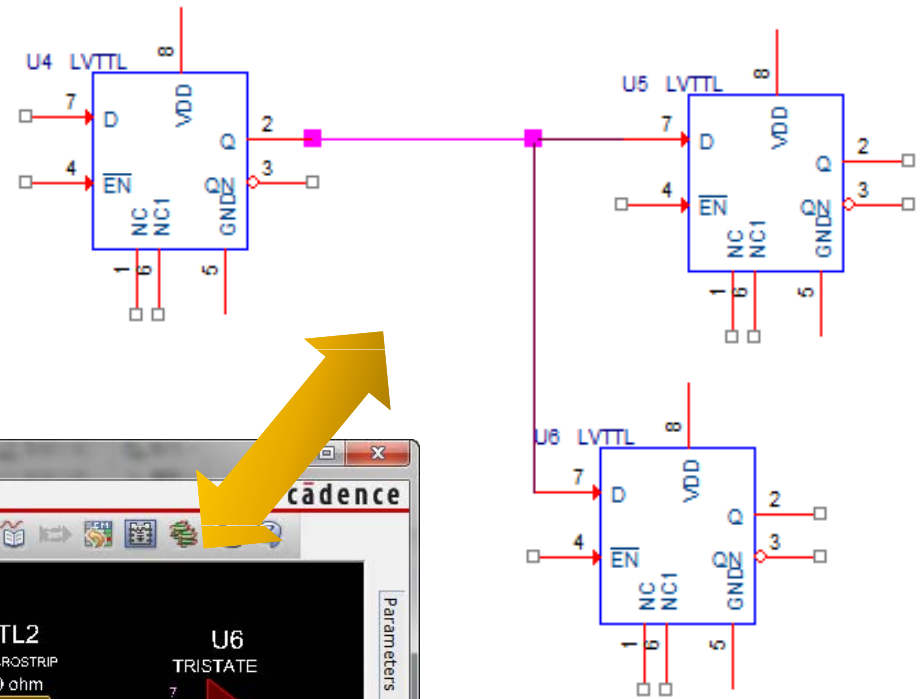 U4 LVTTL
8
7
D
VDD
2
Q
4
EN
3
QN
NC
NC1
GND
1
6
5
U5 LVTTL
8
7
D
VDD
2
Q
4
EN
3
QN
NC
NC1
GND
1
6
5
U6 LVTTL
8
7
D
VDD
2
Q
4
EN
3
QN
NC
NC1
GND
1
6
5
cādence
Parameters
TL2
ROSTRIP
ohm
U6
TRISTATE
7